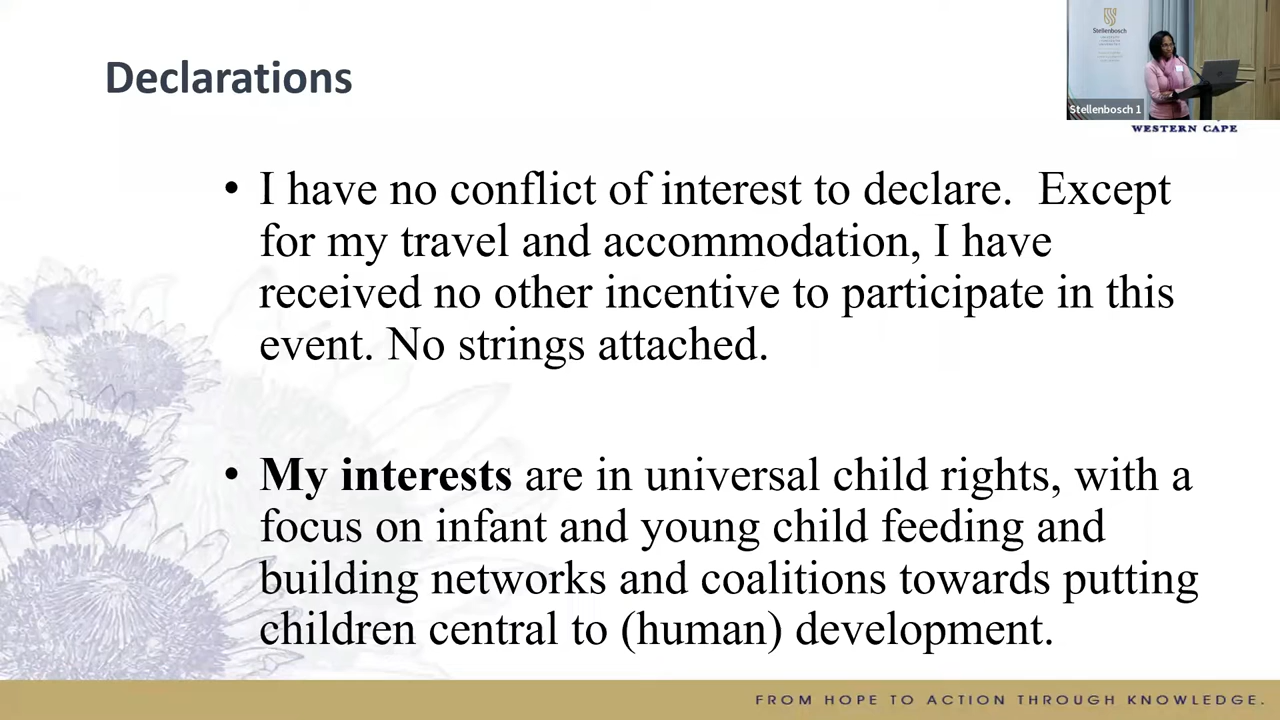 Declarations
Stellenbosch
Stellenbosch 1
WESTERN CAPE
• I have no conflict of interest to declare.  Except
for my travel and accommodation, I have
received no other incentive to participate in this
event. No strings attached.
• My interests are in universal child rights, with a
focus on infant and young child feeding and
building networks and coalitions towards putting
children central to (human) development.
FROM HOPE TO ACTION THROUGH KNOWLEDGE.